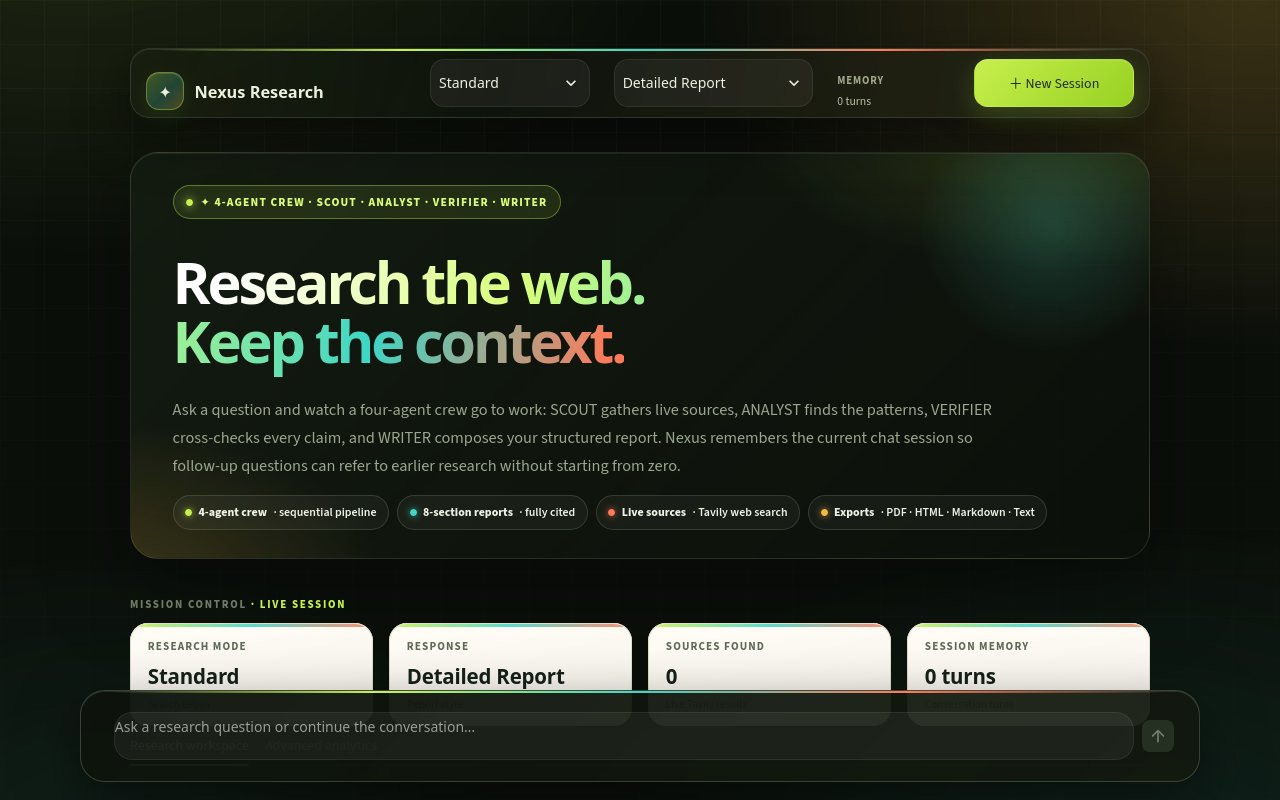 ✦ Nexus Research
Standard
Detailed Report
MEMORY
0 turns
+ New Session
✦ 4-AGENT CREW · SCOUT · ANALYST · VERIFIER · WRITER
Research the web.
Keep the context.
Ask a question and watch a four-agent crew go to work: SCOUT gathers live sources, ANALYST finds the patterns, VERIFIER
cross-checks every claim, and WRITER composes your structured report. Nexus remembers the current chat session so
follow-up questions can refer to earlier research without starting from zero.
4-agent crew · sequential pipeline
8-section reports · fully cited
Live sources · Tavily web search
Exports · PDF · HTML · Markdown · Text
MISSION CONTROL · LIVE SESSION
RESEARCH MODE
Standard
RESPONSE
Detailed Report
SOURCES FOUND
0
Live Tavily results
SESSION MEMORY
0 turns
Conversation turns
Ask a research question or continue the conversation...
Research workspace
Advanced analytics